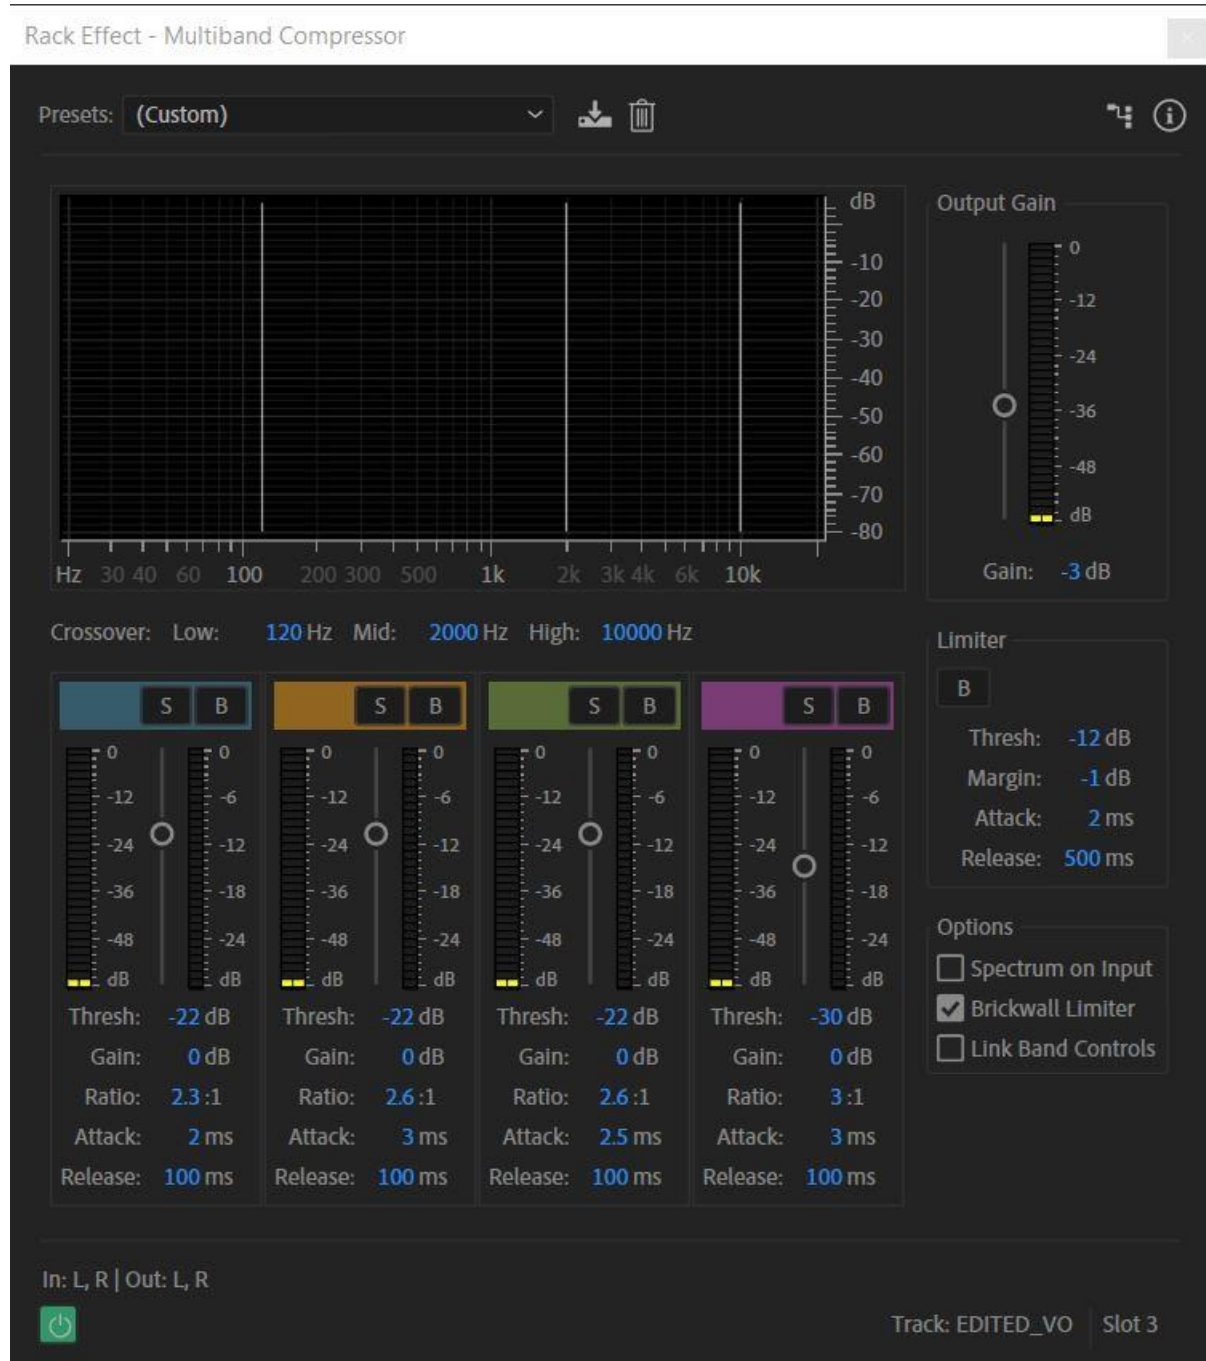 Rack Effect - Multiband Compressor
Presets: (Custom)
dB
-10
-20
-30
-40
-50
-60
-70
-80
Hz 30 40 60 100 200 300 500 1k 2k 3k 4k 6k 10k
Output Gain
0
-12
-24
-36
-48
dB
Gain: -3 dB
Crossover: Low: 120 Hz Mid: 2000 Hz High: 10000 Hz
S B S B S B S B
0 0 0 0 0 0 0 0
-12 -6 -12 -6 -12 -6 -12 -6
-24 -12 -24 -12 -24 -12 -24 -12
-36 -18 -36 -18 -36 -18 -36 -18
-48 -24 -48 -24 -48 -24 -48 -24
dB dB dB dB dB dB dB dB
Thresh: -22 dB Thresh: -22 dB Thresh: -22 dB Thresh: -30 dB
Gain: 0 dB Gain: 0 dB Gain: 0 dB Gain: 0 dB
Ratio: 2.3 :1 Ratio: 2.6 :1 Ratio: 2.6 :1 Ratio: 3 :1
Attack: 2 ms Attack: 3 ms Attack: 2.5 ms Attack: 3 ms
Release: 100 ms Release: 100 ms Release: 100 ms Release: 100 ms
Limiter
B
Thresh: -12 dB
Margin: -1 dB
Attack: 2 ms
Release: 500 ms
Options
Spectrum on Input
Brickwall Limiter
Link Band Controls
In: L, R | Out: L, R
Track: EDITED_VO Slot 3